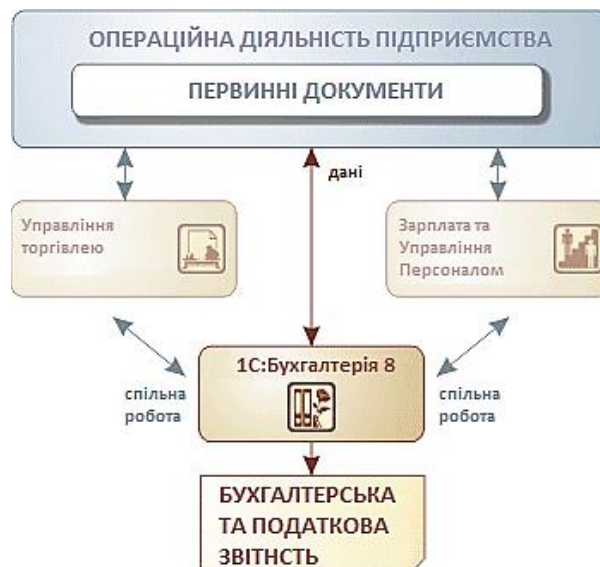 ОПЕРАЦІЙНА ДІЯЛЬНІСТЬ ПІДПРИЄМСТВА
ПЕРВИННІ ДОКУМЕНТИ
дані
Управління
торгівлею
Зарплата та
Управління
Персоналом
1С:Бухгалтерія 8
спільна
робота
спільна
робота
БУХГАЛТЕРСЬКА
ТА ПОДАТКОВА
ЗВІТНСТЬ